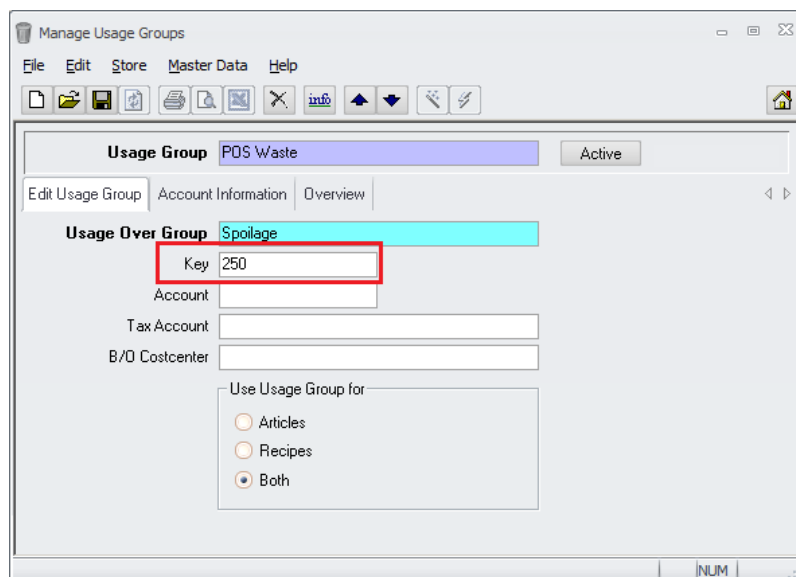 Manage Usage Groups
File Edit Store Master Data Help
info
Usage Group POS Waste Active
Edit Usage Group Account Information Overview
Usage Over Group Spoilage
Key 250
Account
Tax Account
B/O Costcenter
Use Usage Group for
Articles
Recipes
Both
NUM